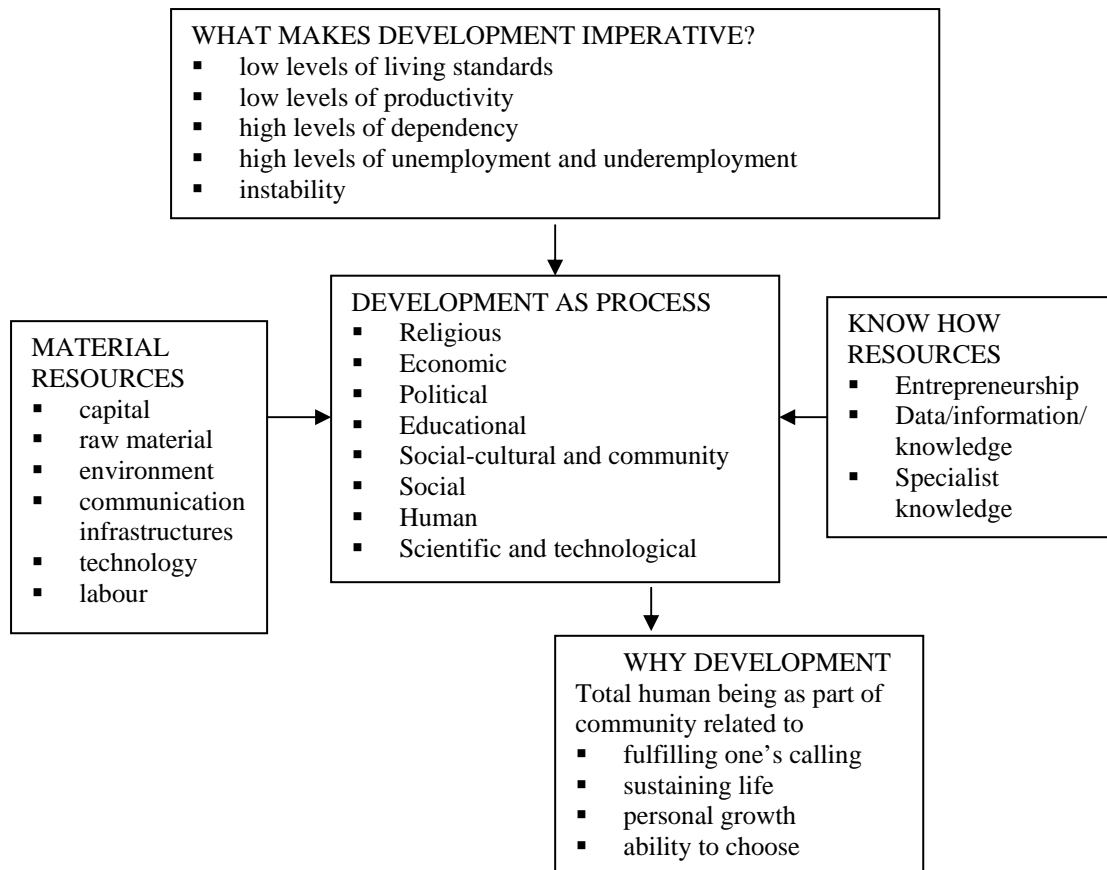 WHAT MAKES DEVELOPMENT IMPERATIVE?
▪ low levels of living standards
▪ low levels of productivity
▪ high levels of dependency
▪ high levels of unemployment and underemployment
▪ instability
MATERIAL
RESOURCES
▪ capital
▪ raw material
▪ environment
▪ communication
infrastructures
▪ technology
▪ labour
DEVELOPMENT AS PROCESS
▪ Religious
▪ Economic
▪ Political
▪ Educational
▪ Social-cultural and community
▪ Social
▪ Human
▪ Scientific and technological
KNOW HOW
RESOURCES
▪ Entrepreneurship
▪ Data/information/
knowledge
▪ Specialist
knowledge
WHY DEVELOPMENT
Total human being as part of
community related to
▪ fulfilling one’s calling
▪ sustaining life
▪ personal growth
▪ ability to choose